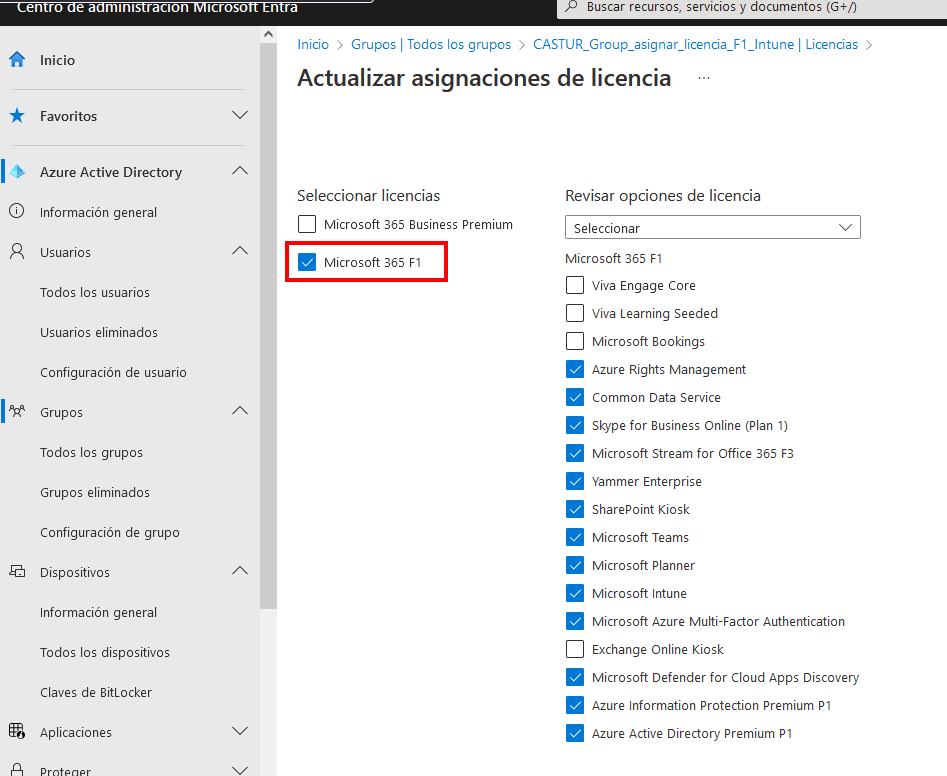 Centro de administración Microsoft Entra
Buscar recursos, servicios y documentos (G+/)
Inicio
Favoritos
Azure Active Directory
Información general
Usuarios
Todos los usuarios
Usuarios eliminados
Configuración de usuario
Grupos
Todos los grupos
Grupos eliminados
Configuración de grupo
Dispositivos
Información general
Todos los dispositivos
Claves de BitLocker
Aplicaciones
Proteger
Inicio > Grupos | Todos los grupos > CASTUR_Group_asignar_licencia_F1_Intune | Licencias >
Actualizar asignaciones de licencia ...
Seleccionar licencias
Microsoft 365 Business Premium
Microsoft 365 F1
Revisar opciones de licencia
Seleccionar
Microsoft 365 F1
Viva Engage Core
Viva Learning Seeded
Microsoft Bookings
Azure Rights Management
Common Data Service
Skype for Business Online (Plan 1)
Microsoft Stream for Office 365 F3
Yammer Enterprise
SharePoint Kiosk
Microsoft Teams
Microsoft Planner
Microsoft Intune
Microsoft Azure Multi-Factor Authentication
Exchange Online Kiosk
Microsoft Defender for Cloud Apps Discovery
Azure Information Protection Premium P1
Azure Active Directory Premium P1